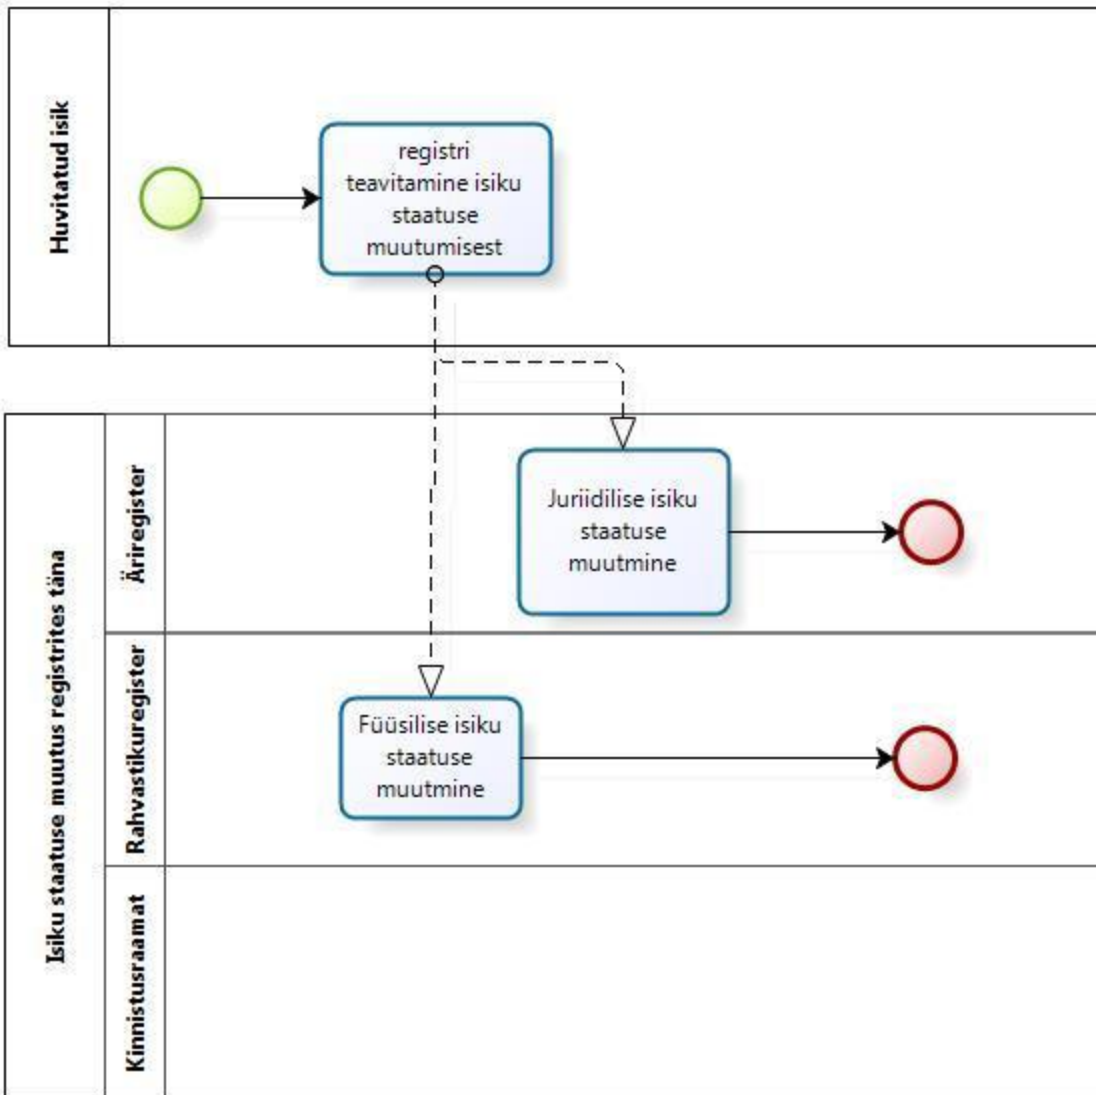 Huvitatud isik
registri
teavitamine isiku
staatuse
muutumisest
Isiku staatuse muutus registrites täna
Äriregister
Juriidilise isiku
staatuse
muutmine
Rahvastikuregister
Füüsilise isiku
staatuse
muutmine
Kinnistusraamat